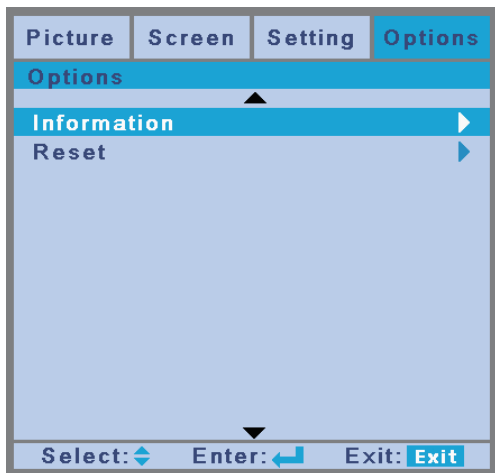 Picture Screen Setting Options
Options
Information
Reset
Select: Enter: Exit: Exit